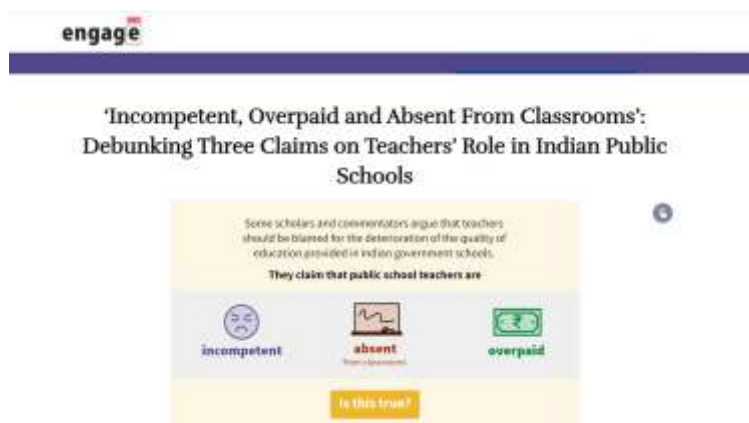 engage
'Incompetent, Overpaid and Absent From Classrooms':
Debunking Three Claims on Teachers' Role in Indian Public
Schools
Some scholars and commentators argue that teachers
should be blamed for the deterioration of the quality of
education provided in indian government schools.
They claim that public school teachers are
incompetent
absent
from classrooms
overpaid
Is this true?